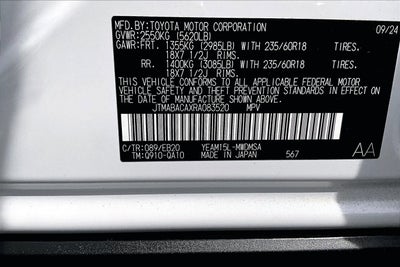 MFD.BY:TOYOTA MOTOR CORPORATION 09/24
GVWR:2550KG (5620LB)
GAWR:FRT. 1355KG (2985LB) WITH 235/60R18 TIRES.
18X7 1/2J RIMS.
RR. 1400KG (3085LB) WITH 235/60R18 TIRES.
18X7 1/2J RIMS.
THIS VEHICLE CONFORMS TO ALL APPLICABLE
FEDERAL MOTOR VEHICLE SAFETY STANDARDS IN
EFFECT ON THE DATE OF MANUFACTURE SHOWN ABOVE.
JTMABACAXRA083520 MPV
C/TR:089/EB20 YEAM15L-MWDMSA AA
TM:Q910-QA10 MADE IN JAPAN 567